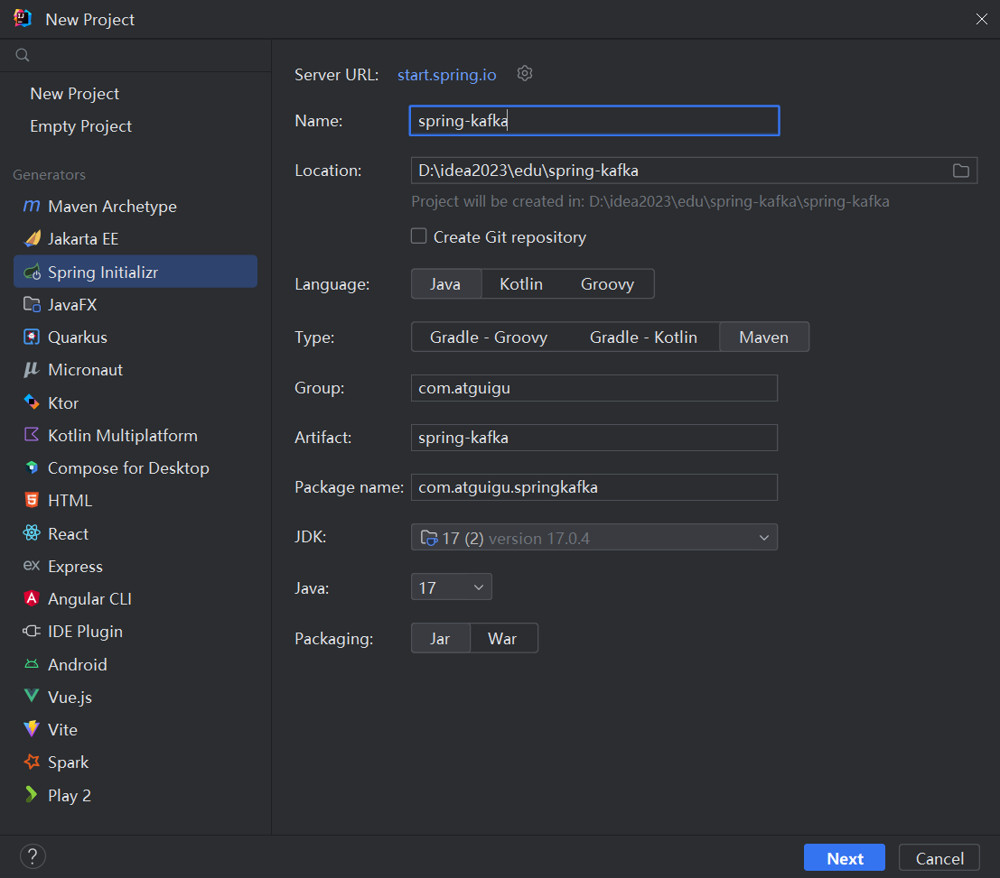 New Project
New Project
Empty Project
Generators
Maven Archetype
Jakarta EE
Spring Initializr
JavaFX
Quarkus
Micronaut
Ktor
Kotlin Multiplatform
Compose for Desktop
HTML
React
Express
Angular CLI
IDE Plugin
Android
Vue.js
Vite
Spark
Play 2
Server URL: start.spring.io
Name: spring-kafka
Location: D:\idea2023\edu\spring-kafka
Project will be created in: D:\idea2023\edu\spring-kafka\spring-kafka
Create Git repository
Language: Java Kotlin Groovy
Type: Gradle - Groovy Gradle - Kotlin Maven
Group: com.atguigu
Artifact: spring-kafka
Package name: com.atguigu.springkafka
JDK: 17 (2) version 17.0.4
Java: 17
Packaging: Jar War
? Next Cancel